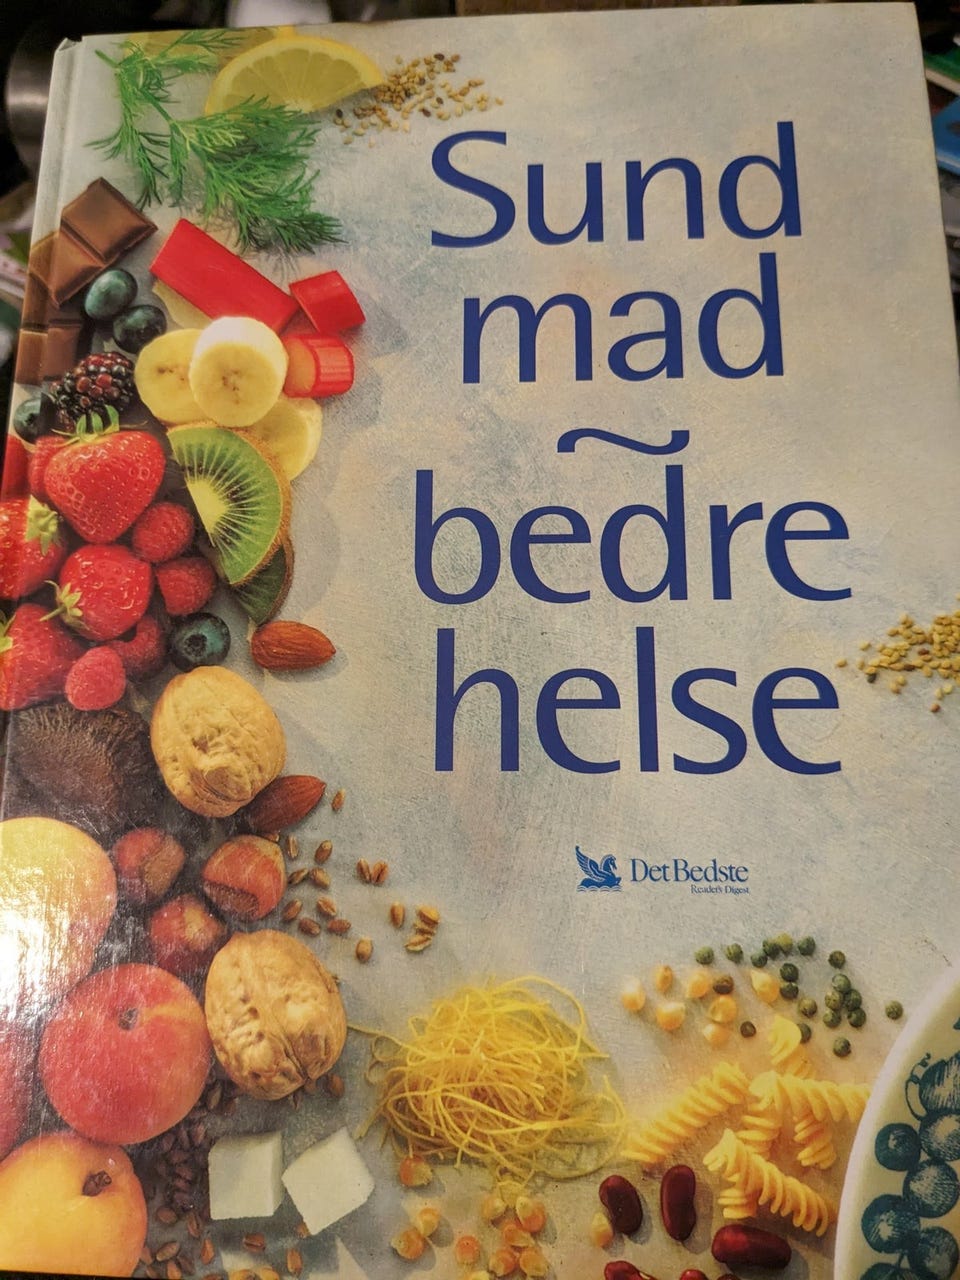 Sund
mad
~
bedre
helse
Det Bedste
Reader's Digest